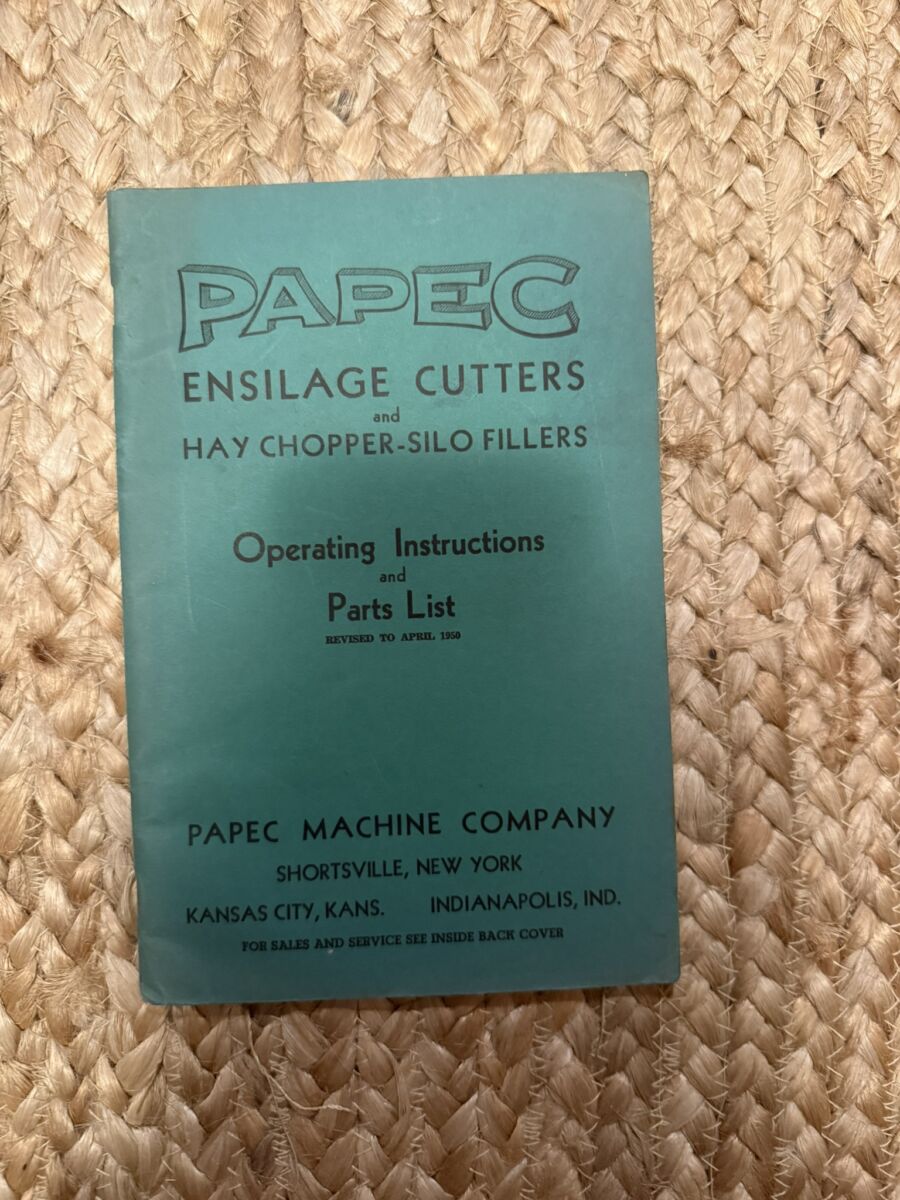 PAPEC
ENSILAGE CUTTERS
and
HAY CHOPPER-SILO FILLERS
Operating Instructions
and
Parts List
REVISED TO APRIL 1950
PAPEC MACHINE COMPANY
SHORTSVILLE, NEW YORK
KANSAS CITY, KANS. INDIANAPOLIS, IND.
FOR SALES AND SERVICE SEE INSIDE BACK COVER